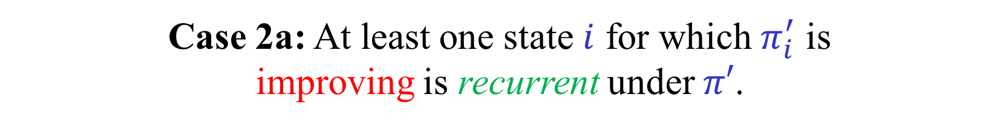 Case 2a: At least one state i for which π′ᵢ is
improving is recurrent under π′.